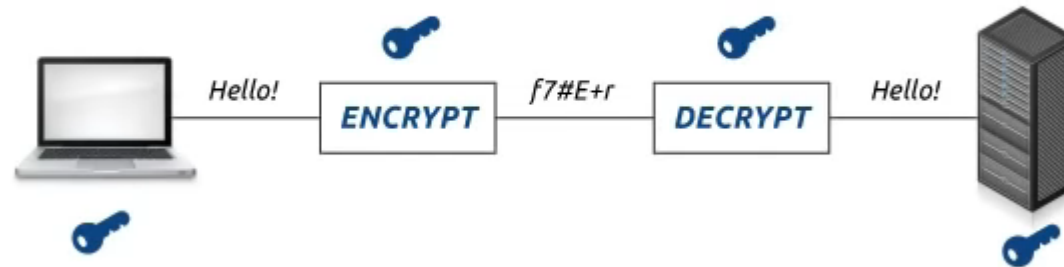 Hello!
ENCRYPT
f7#E+r
DECRYPT
Hello!